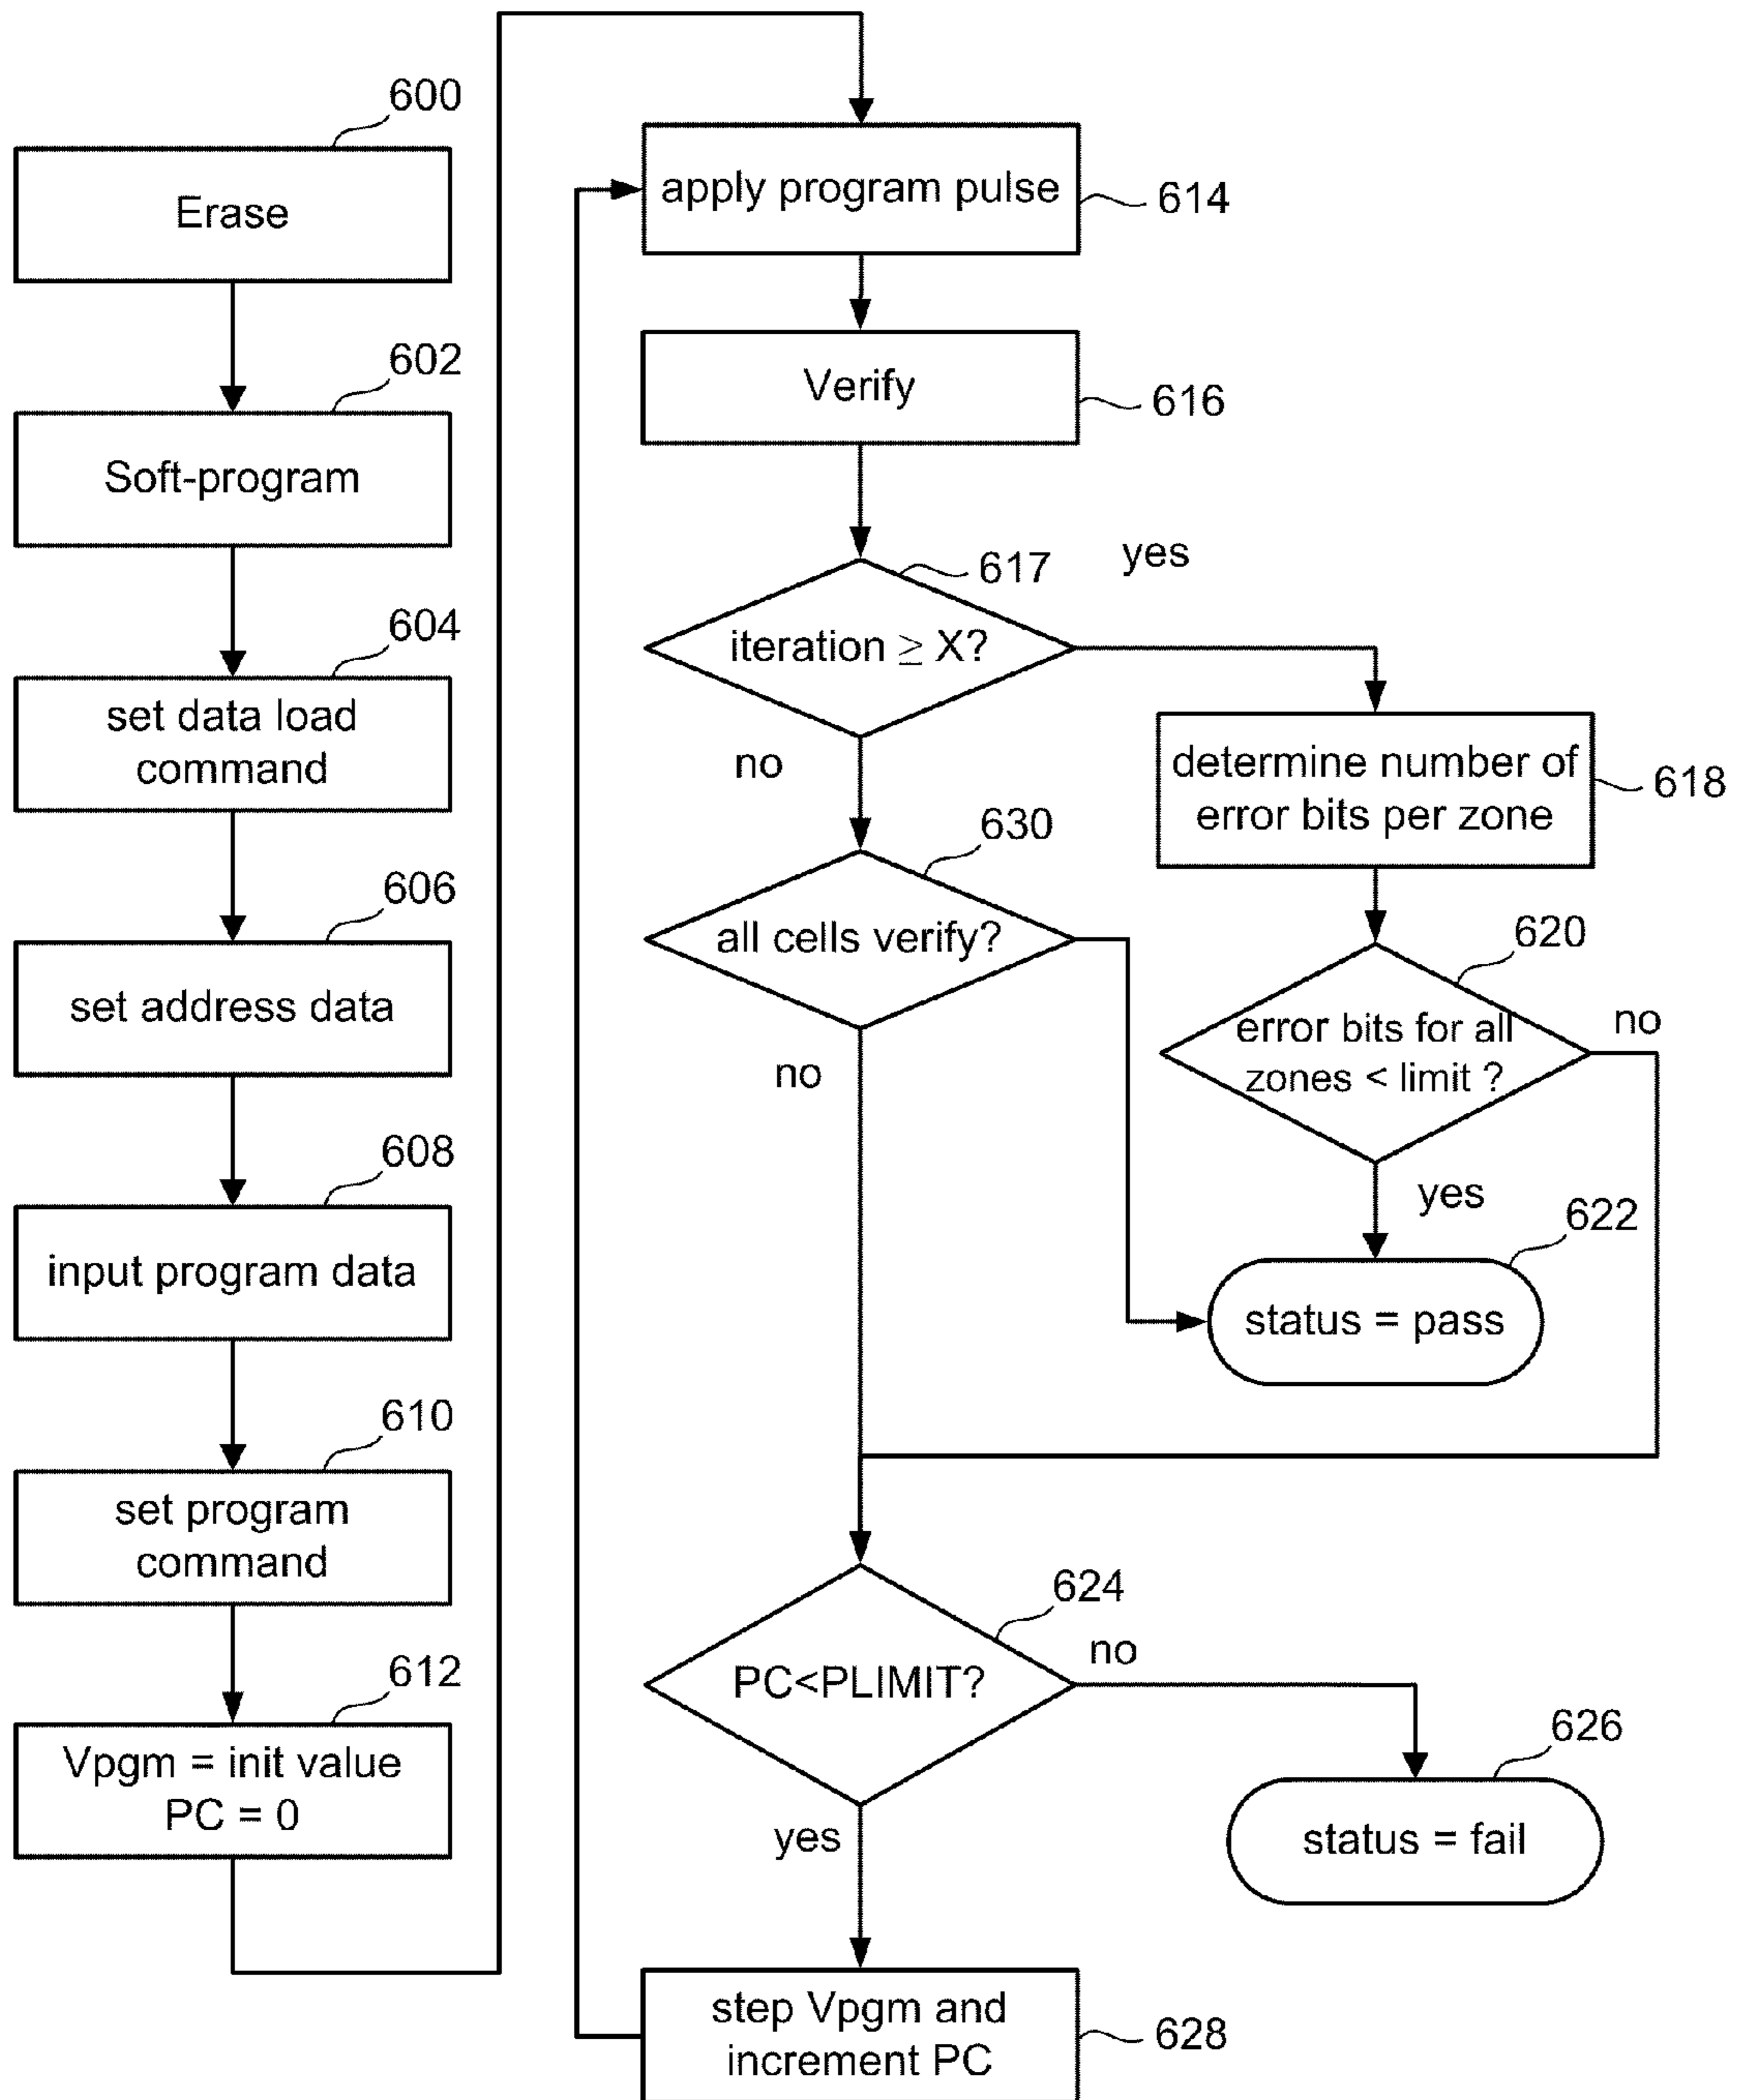 600
Erase
602
Soft-program
604
set data load
command
606
set address data
608
input program data
610
set program
command
612
Vpgm = init value
PC = 0
apply program pulse
614
Verify
616
617
yes
iteration ≥ X?
no
determine number of
error bits per zone
618
630
all cells verify?
no
620
error bits for all
zones < limit ?
no
yes
622
status = pass
624
PC<PLIMIT?
no
626
status = fail
yes
step Vpgm and
increment PC
628